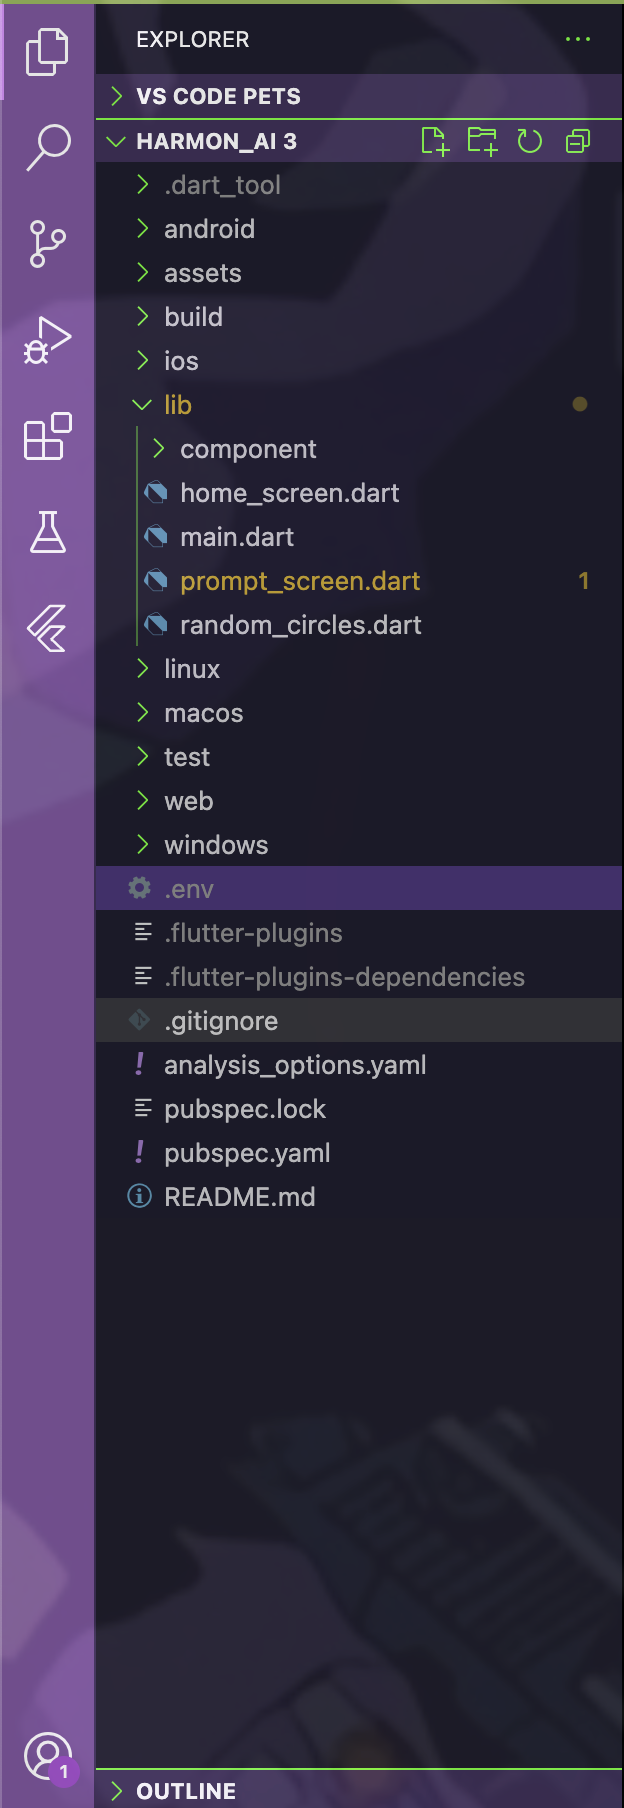 EXPLORER
VS CODE PETS
HARMON_AI 3
.dart_tool
android
assets
build
ios
lib
component
home_screen.dart
main.dart
prompt_screen.dart 1
random_circles.dart
linux
macos
test
web
windows
.env
.flutter-plugins
.flutter-plugins-dependencies
.gitignore
! analysis_options.yaml
pubspec.lock
! pubspec.yaml
README.md
1
OUTLINE